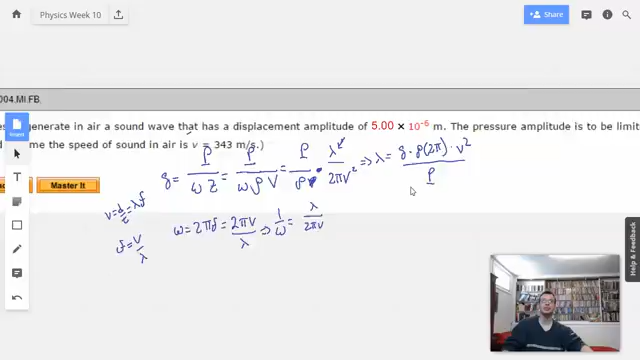 Physics Week 10
Share
004.MI.FB.
generate in air a sound wave that has a displacement amplitude of 5.00 × 10⁻⁶ m. The pressure amplitude is to be limit
me the speed of sound in air is v = 343 m/s.)
Master It
= P/(ωz) = P/(ωρv) = P/ρ · λ/(2πv²) ⇒ λ = 8·ρ(2π)·v²/P
v = d/t = λf
ω = 2πf = 2πv/λ ⇒ 1/ω = λ/(2πv)
f = v/λ
Help & Feedback